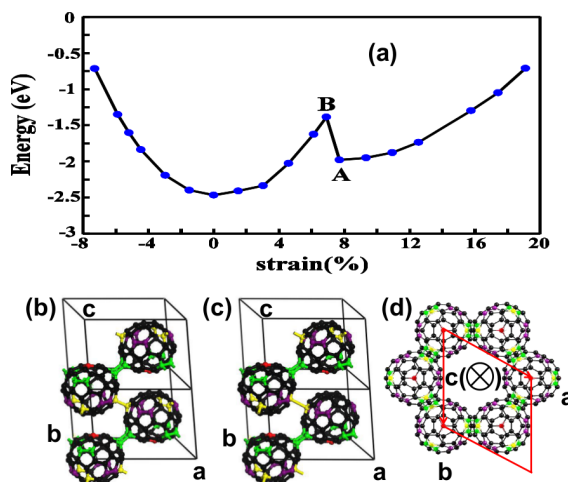 (a)
Energy (eV)
0
-0.5
-1
-1.5
-2
-2.5
-3
B
A
-8 -4 0 4 8 12 16 20
strain(%)
(b) c b a
(c) c b a
(d) c(⊗) a b